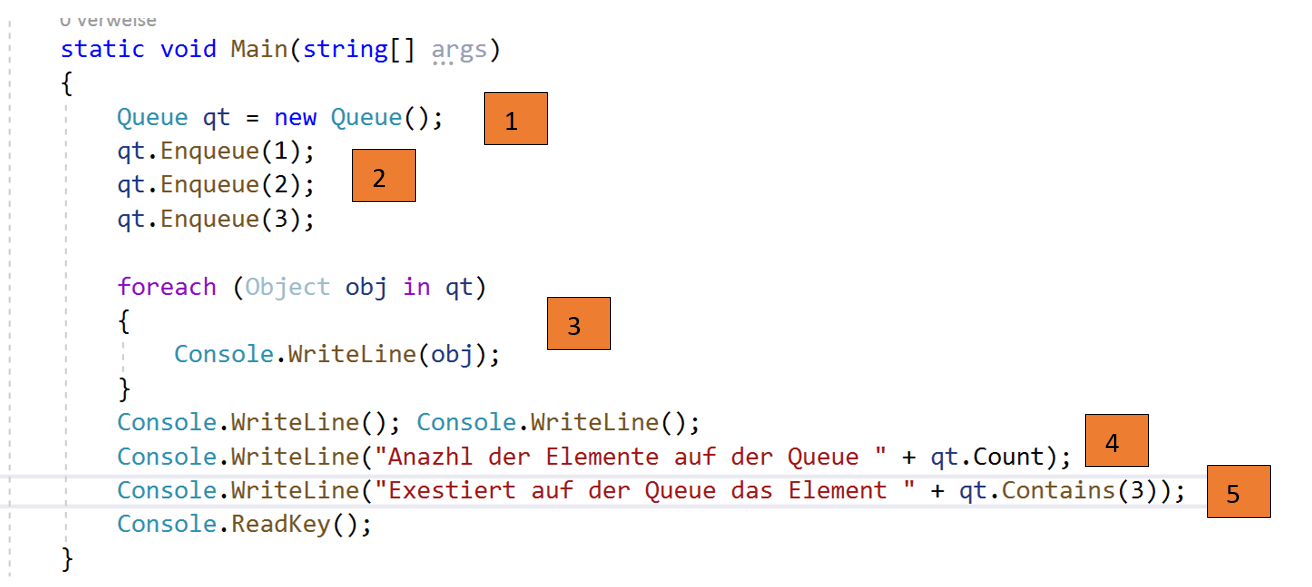 0 Verweise
static void Main(string[] args)
{
Queue qt = new Queue();
1
qt.Enqueue(1);
2
qt.Enqueue(2);
qt.Enqueue(3);
foreach (Object obj in qt)
{
3
Console.WriteLine(obj);
}
Console.WriteLine(); Console.WriteLine();
Console.WriteLine("Anazhl der Elemente auf der Queue " + qt.Count);
4
Console.WriteLine("Exestiert auf der Queue das Element " + qt.Contains(3));
5
Console.ReadKey();
}